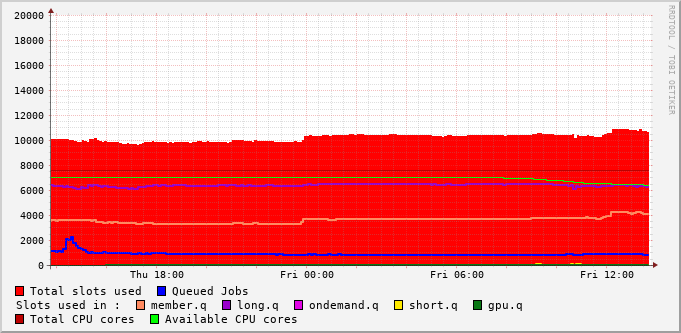 RRDTOOL / TOBI OETIKER
20000
18000
16000
14000
12000
10000
8000
6000
4000
2000
0
Thu 18:00 Fri 00:00 Fri 06:00 Fri 12:00
Total slots used Queued Jobs
Slots used in : member.q long.q ondemand.q short.q gpu.q
Total CPU cores Available CPU cores